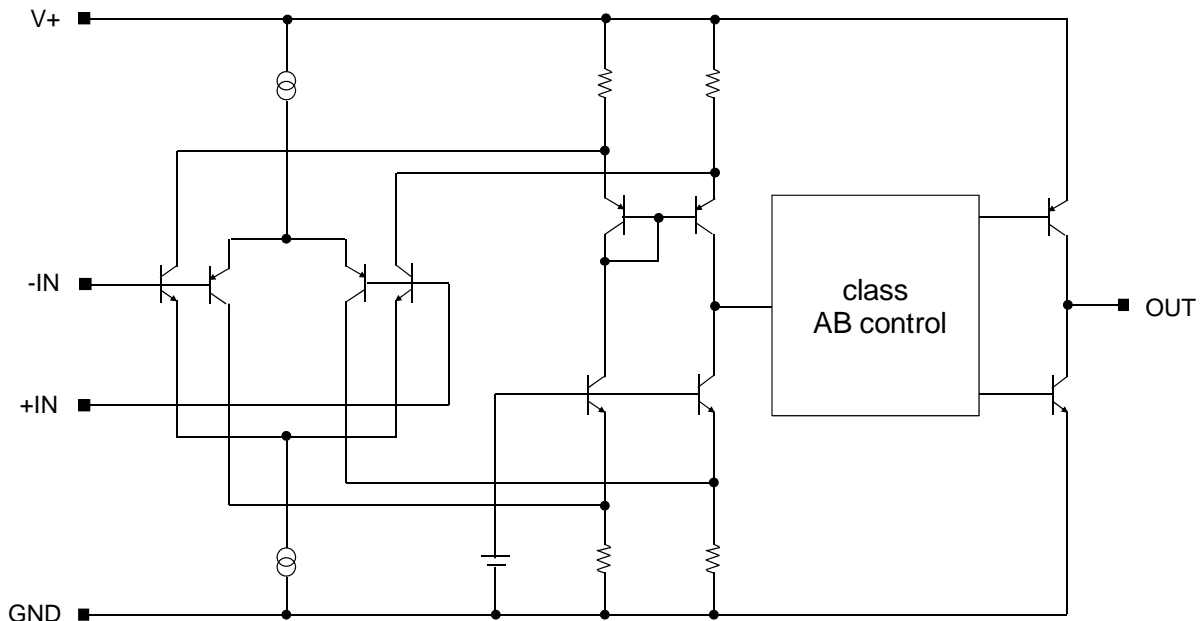 V+
-IN
+IN
GND
class
AB control
OUT